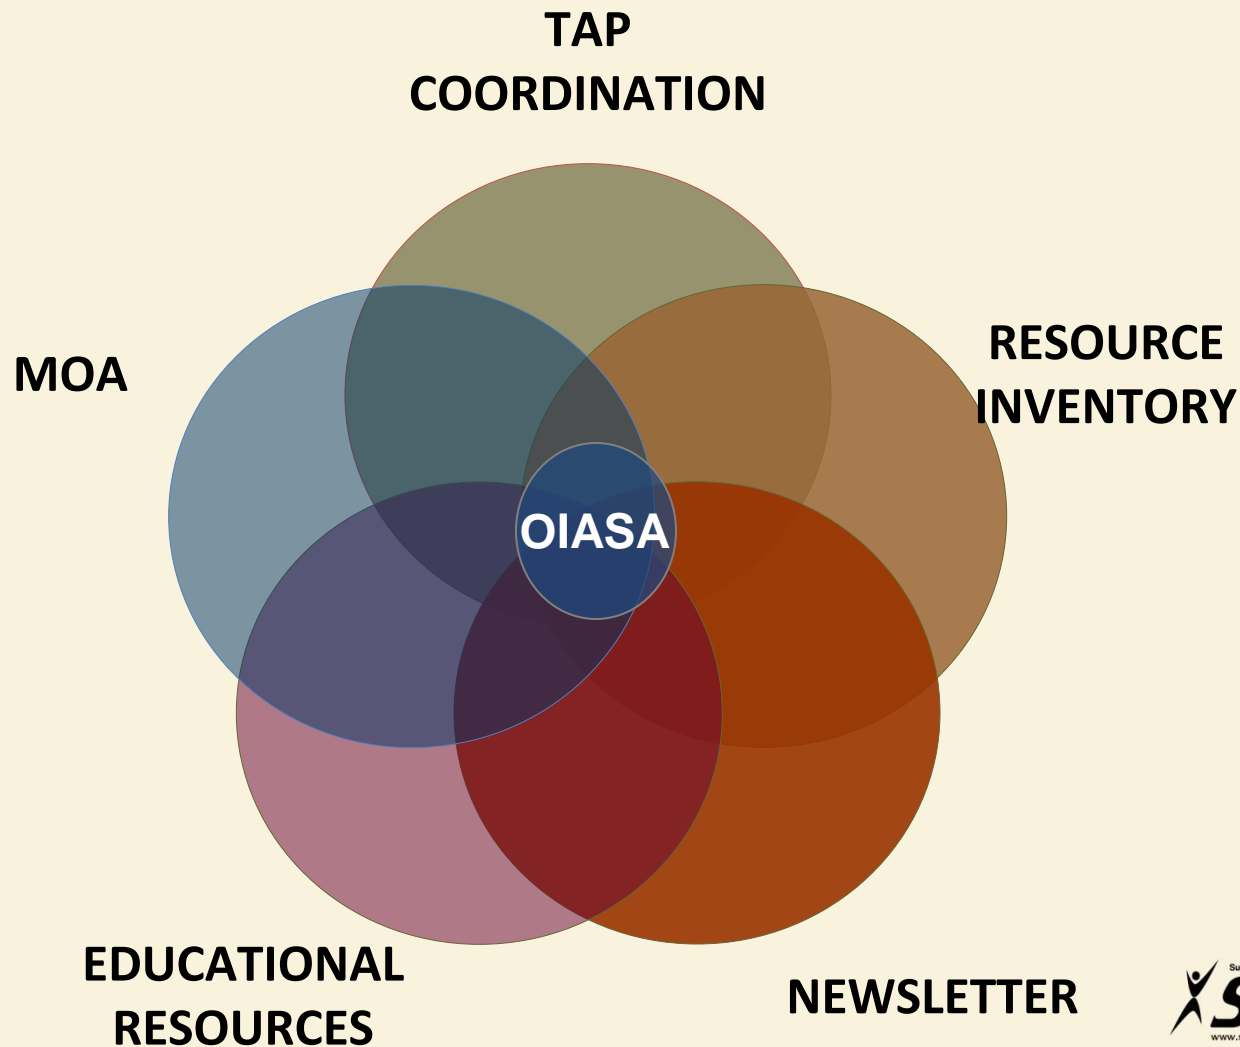 TAP
COORDINATION
MOA
RESOURCE
INVENTORY
OIASA
EDUCATIONAL
RESOURCES
NEWSLETTER